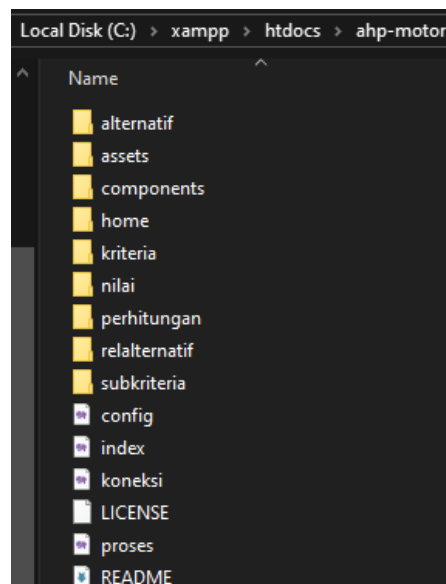 Local Disk (C:) > xampp > htdocs > ahp-motor
Name
alternatif
assets
components
home
kriteria
nilai
perhitungan
relalternatif
subkriteria
config
index
koneksi
LICENSE
proses
README